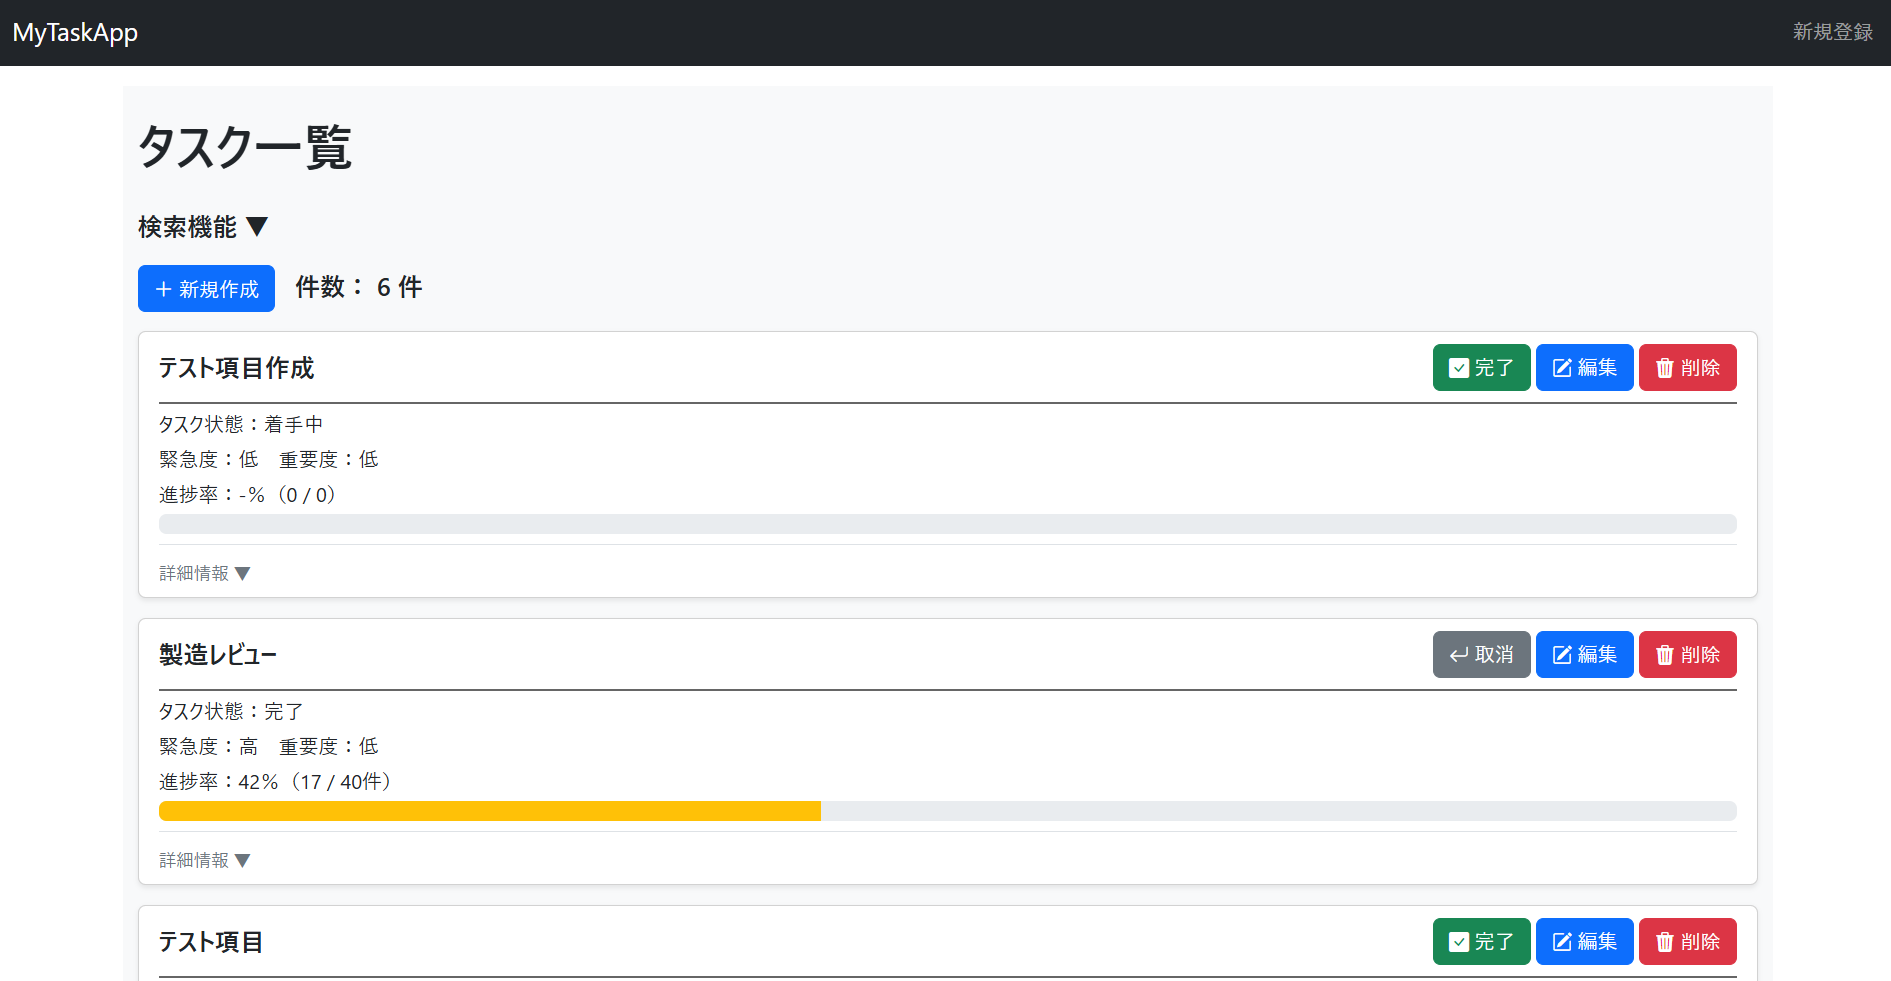 MyTaskApp
新規登録
タスク一覧
検索機能 ▼
＋ 新規作成
件数： 6 件
テスト項目作成
完了
編集
削除
タスク状態：着手中
緊急度：低　重要度：低
進捗率：-%（0 / 0）
詳細情報 ▼
製造レビュー
取消
編集
削除
タスク状態：完了
緊急度：高　重要度：低
進捗率：42%（17 / 40件）
詳細情報 ▼
テスト項目
完了
編集
削除